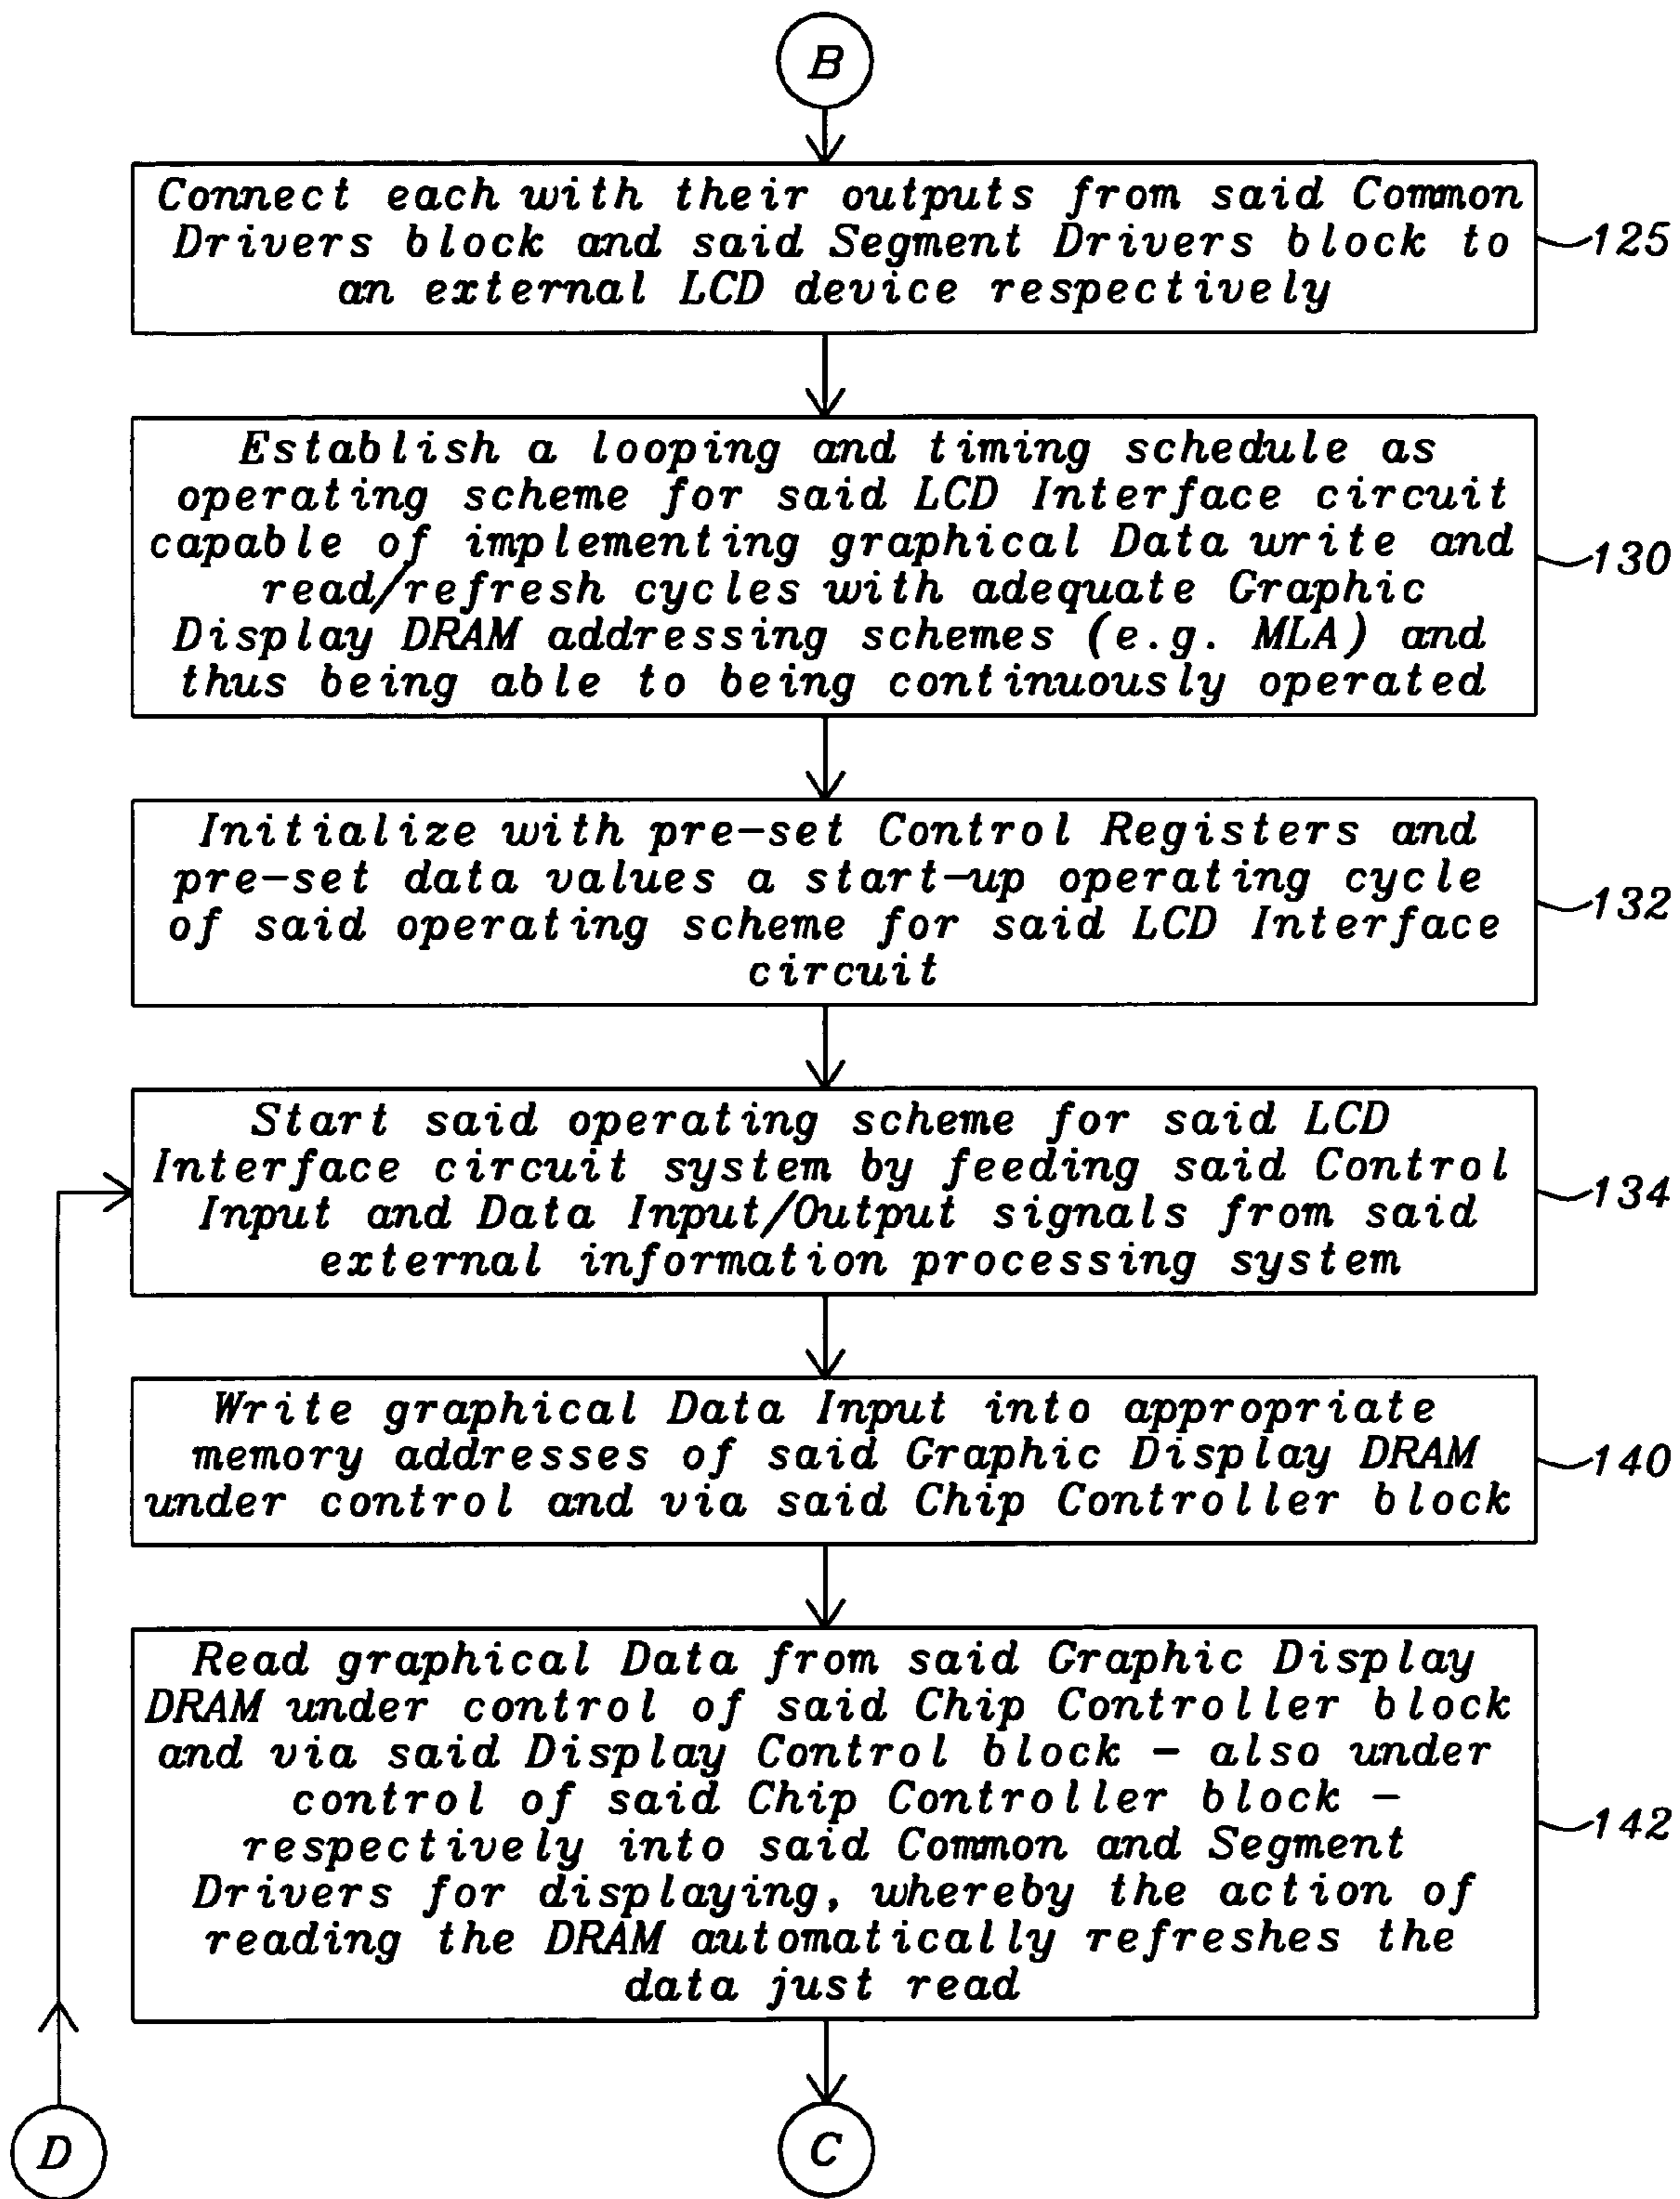 B
Connect each with their outputs from said Common
Drivers block and said Segment Drivers block to
an external LCD device respectively
125
Establish a looping and timing schedule as
operating scheme for said LCD Interface circuit
capable of implementing graphical Data write and
read/refresh cycles with adequate Graphic
Display DRAM addressing schemes (e.g. MLA) and
thus being able to being continuously operated
130
Initialize with pre-set Control Registers and
pre-set data values a start-up operating cycle
of said operating scheme for said LCD Interface
circuit
132
Start said operating scheme for said LCD
Interface circuit system by feeding said Control
Input and Data Input/Output signals from said
external information processing system
134
Write graphical Data Input into appropriate
memory addresses of said Graphic Display DRAM
under control and via said Chip Controller block
140
Read graphical Data from said Graphic Display
DRAM under control of said Chip Controller block
and via said Display Control block - also under
control of said Chip Controller block -
respectively into said Common and Segment
Drivers for displaying, whereby the action of
reading the DRAM automatically refreshes the
data just read
142
D
C